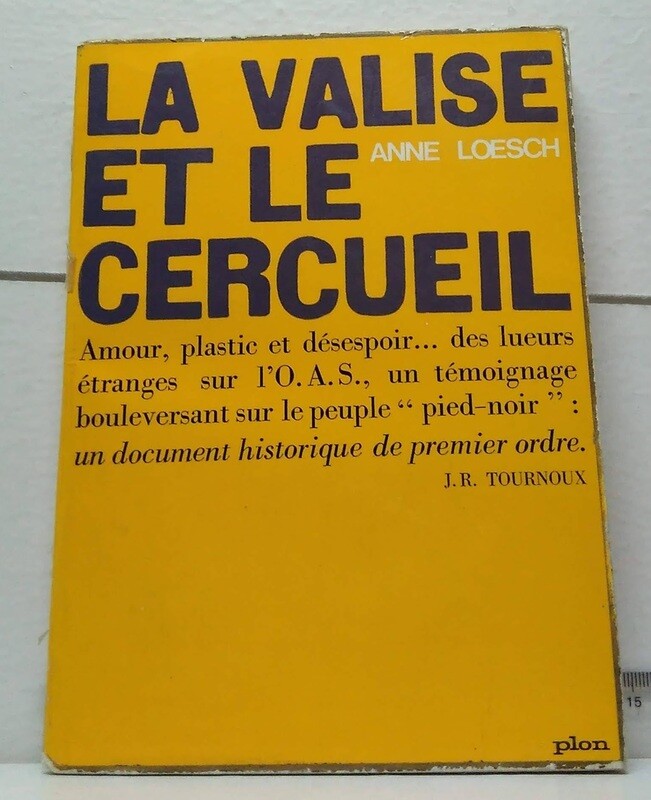 LA VALISE
ANNE LOESCH
ET LE
CERCUEIL
Amour, plastic et désespoir... des lueurs
étranges sur l'O.A.S., un témoignage
bouleversant sur le peuple “ pied-noir ” :
un document historique de premier ordre.
J. R. TOURNOUX
plon
15